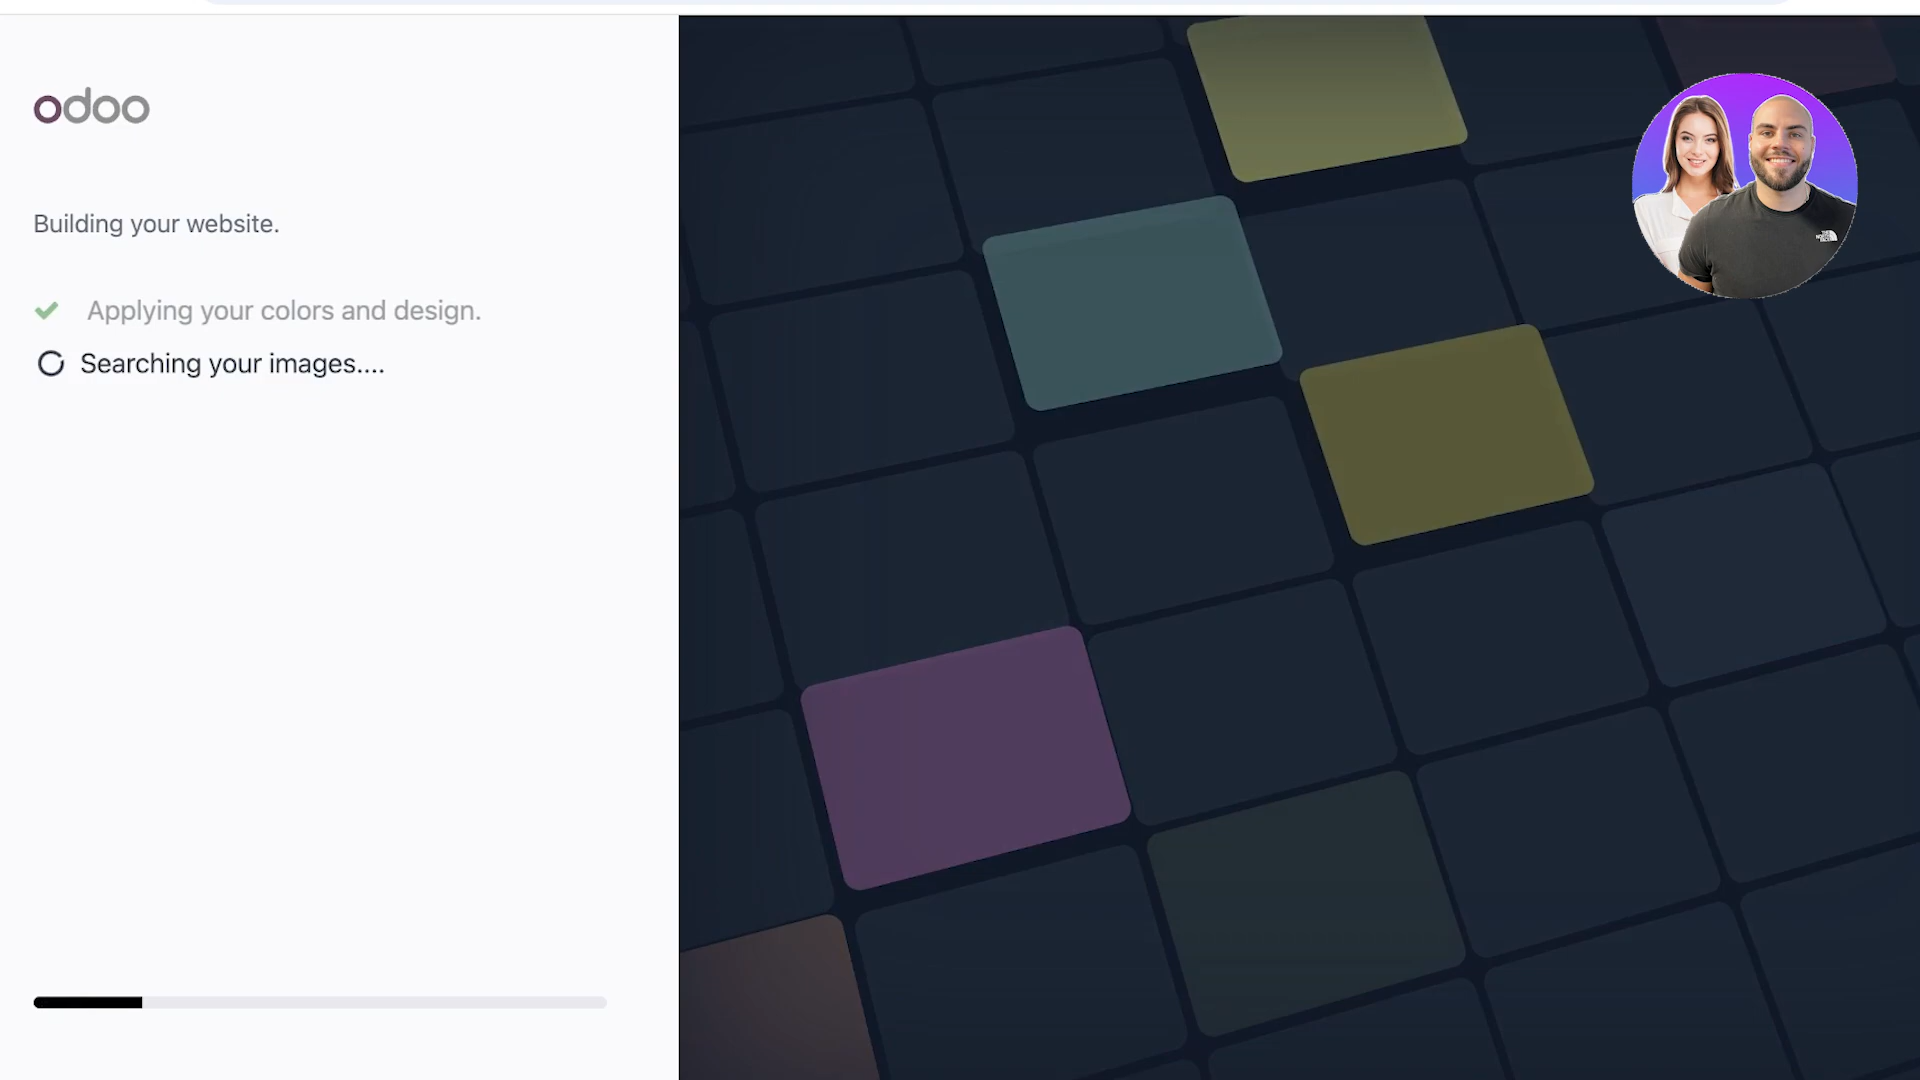 odoo
Building your website.
Applying your colors and design.
Searching your images....